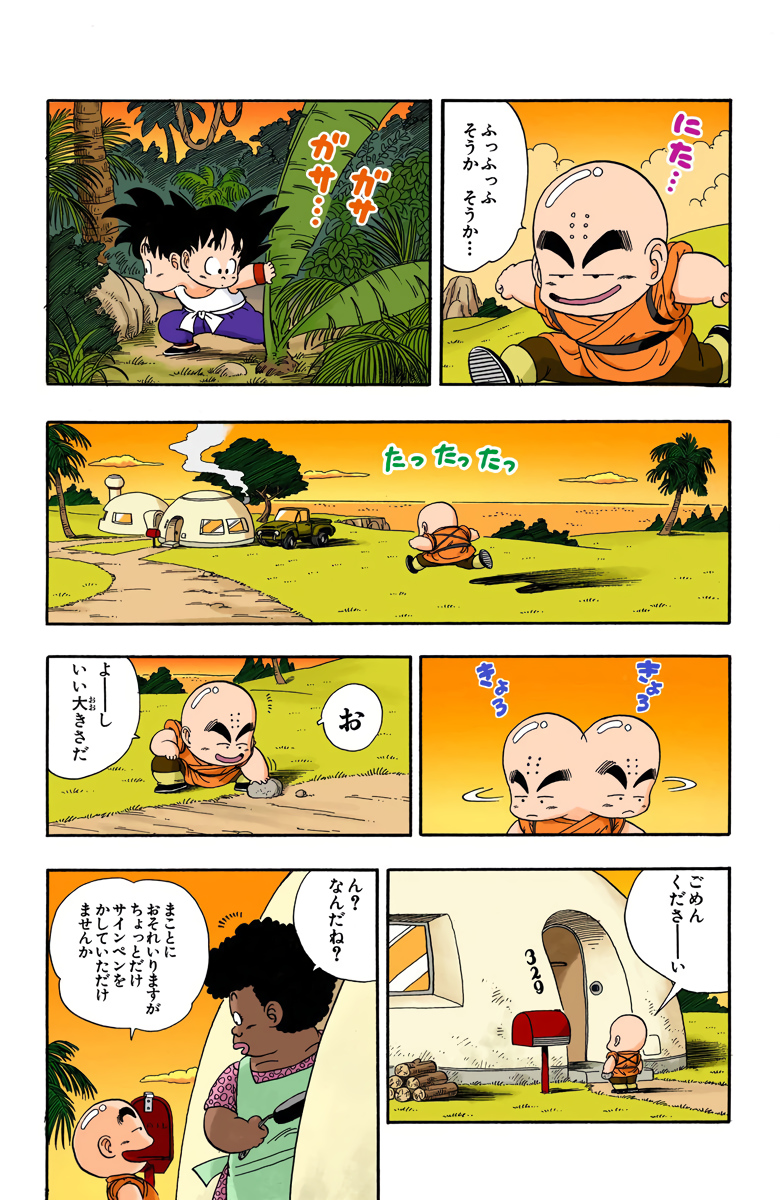 にた…
ふっふっふ
そうか そうか…
ガサ
ガサ…
たっ たっ たっ
きょろ
きょろ
お
よーし
いい大きさだ
おお
ごめん
くださーい
329
ん?
なんだね?
まことに
おそれいりますが
ちょっとだけ
サインペンを
かしていただけ
ませんか